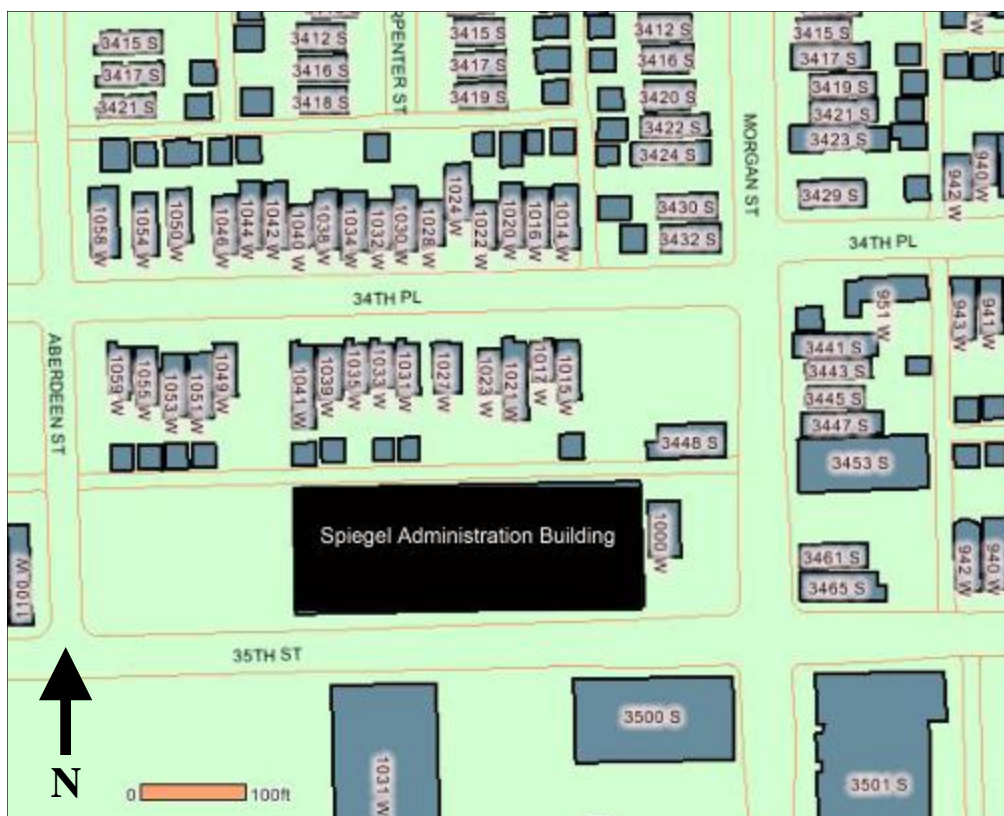 3415 S
3412 S
3415 S
3412 S
3415 S
3417 S
3416 S
3417 S
3416 S
3417 S
3421 S
3418 S
3419 S
3420 S
3419 S
3422 S
3421 S
3424 S
3423 S
RPENTER ST
MORGAN ST
1058 W
1054 W
1050 W
1046 W
1044 W
1042 W
1040 W
1038 W
1034 W
1032 W
1030 W
1028 W
1024 W
1022 W
1020 W
1016 W
1014 W
3430 S
3432 S
3429 S
942 W
940 W
34TH PL
34TH PL
ABERDEEN ST
1059 W
1055 W
1053 W
1051 W
1049 W
1041 W
1039 W
1035 W
1033 W
1031 W
1027 W
1023 W
1021 W
1017 W
1015 W
951 W
943 W
941 W
3441 S
3443 S
3445 S
3447 S
3448 S
3453 S
Spiegel Administration Building
1000 W
3461 S
3465 S
942 W
940 W
1100 W
35TH ST
1031 W
3500 S
3501 S
N
0 100ft